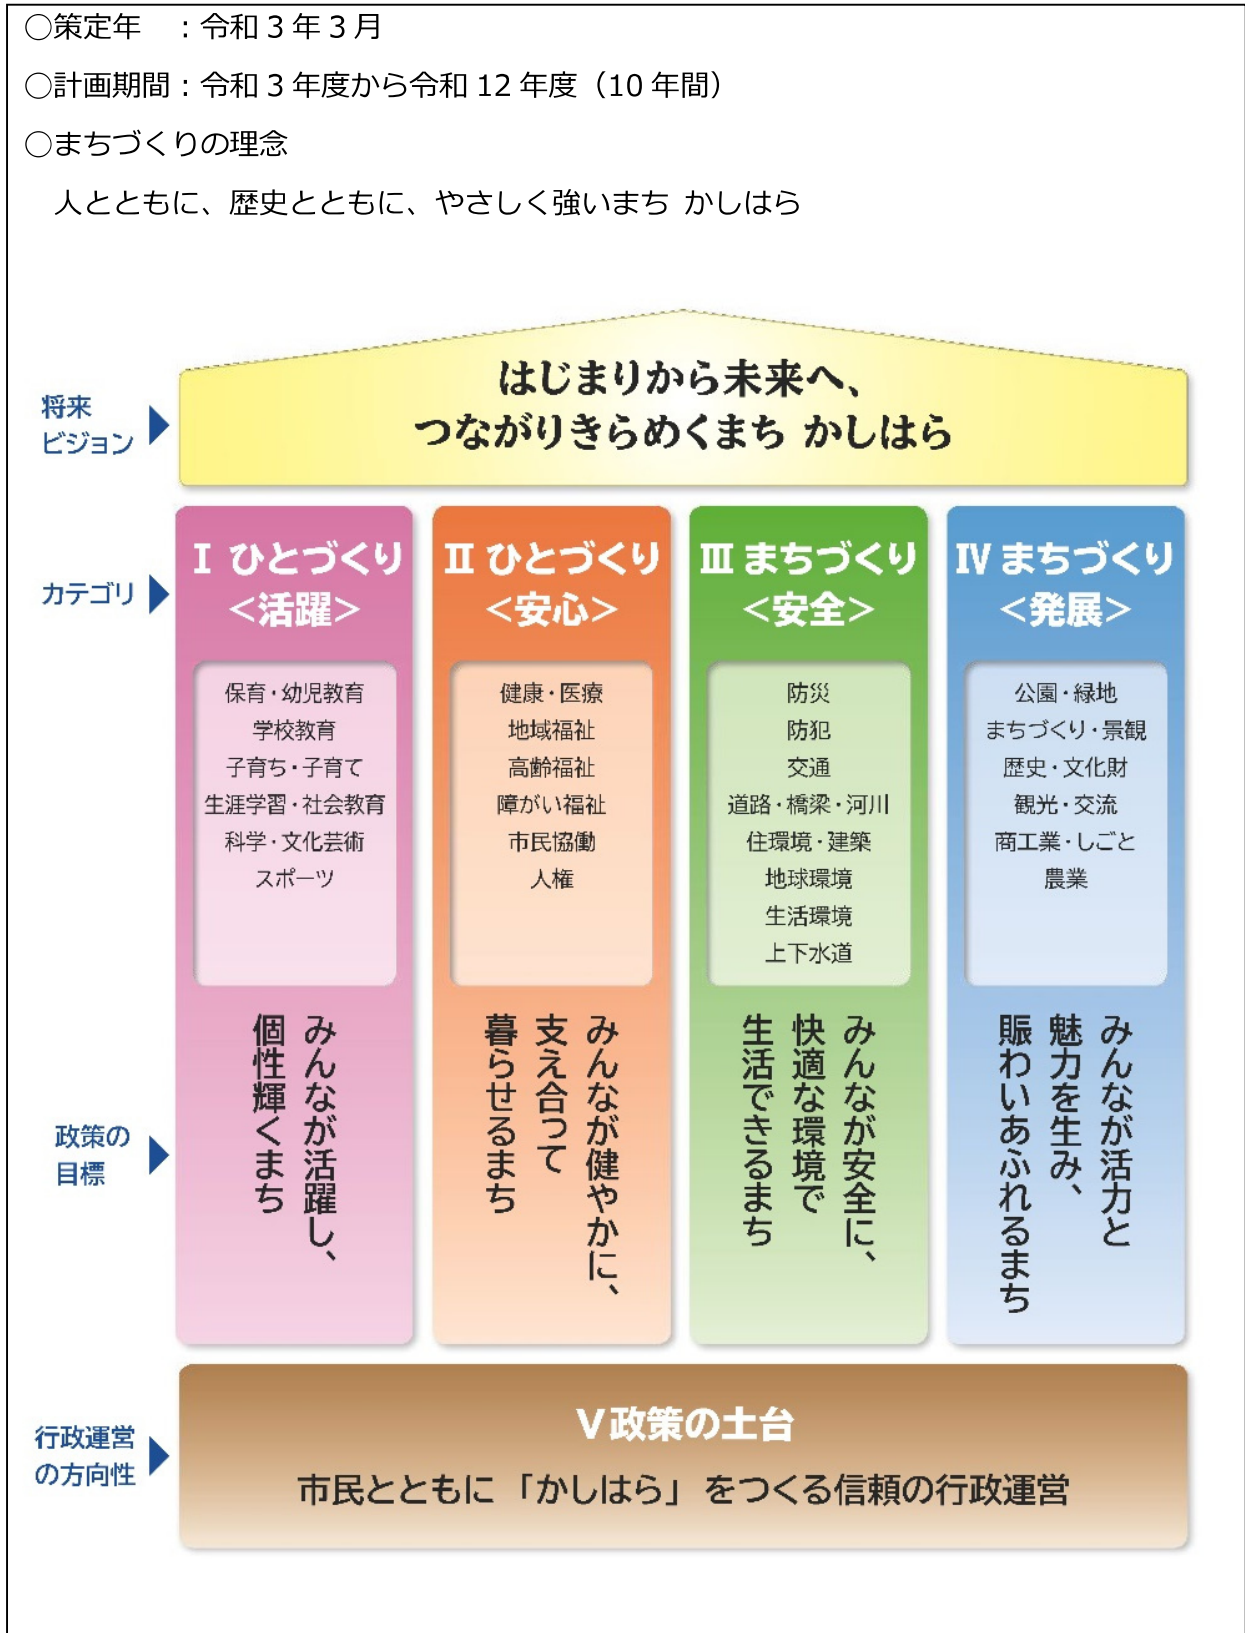 ○策定年　：令和3年3月
○計画期間：令和3年度から令和12年度（10年間）
○まちづくりの理念
人とともに、歴史とともに、やさしく強いまち かしはら
将来
ビジョン
はじまりから未来へ、
つながりきらめくまち かしはら
カテゴリ
Ⅰ ひとづくり
＜活躍＞
保育・幼児教育
学校教育
子育ち・子育て
生涯学習・社会教育
科学・文化芸術
スポーツ
Ⅱ ひとづくり
＜安心＞
健康・医療
地域福祉
高齢福祉
障がい福祉
市民協働
人権
Ⅲ まちづくり
＜安全＞
防災
防犯
交通
道路・橋梁・河川
住環境・建築
地球環境
生活環境
上下水道
Ⅳ まちづくり
＜発展＞
公園・緑地
まちづくり・景観
歴史・文化財
観光・交流
商工業・しごと
農業
政策の
目標
みんなが活躍し、
個性輝くまち
みんなが健やかに、
支え合って
暮らせるまち
みんなが安全に、
快適な環境で
生活できるまち
みんなが活力と
魅力を生み、
賑わいあふれるまち
行政運営
の方向性
Ⅴ政策の土台
市民とともに「かしはら」をつくる信頼の行政運営